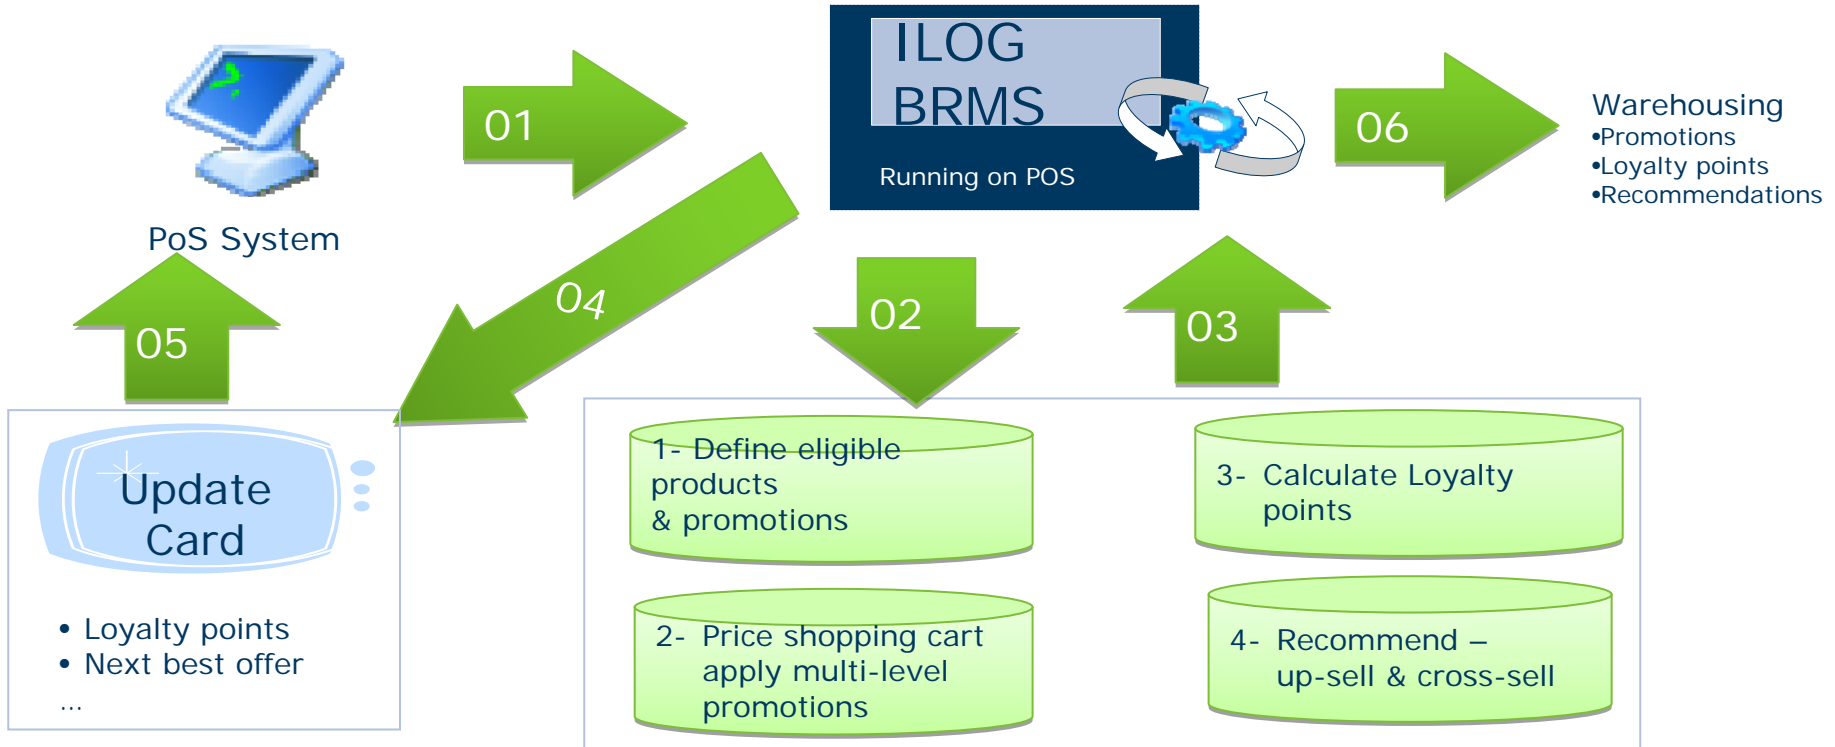 ILOG
BRMS
Running on POS
01
06
Warehousing
•Promotions
•Loyalty points
•Recommendations
PoS System
04
02
03
05
Update
Card
• Loyalty points
• Next best offer
...
1- Define eligible
products
& promotions
2- Price shopping cart
apply multi-level
promotions
3- Calculate Loyalty
points
4- Recommend –
up-sell & cross-sell